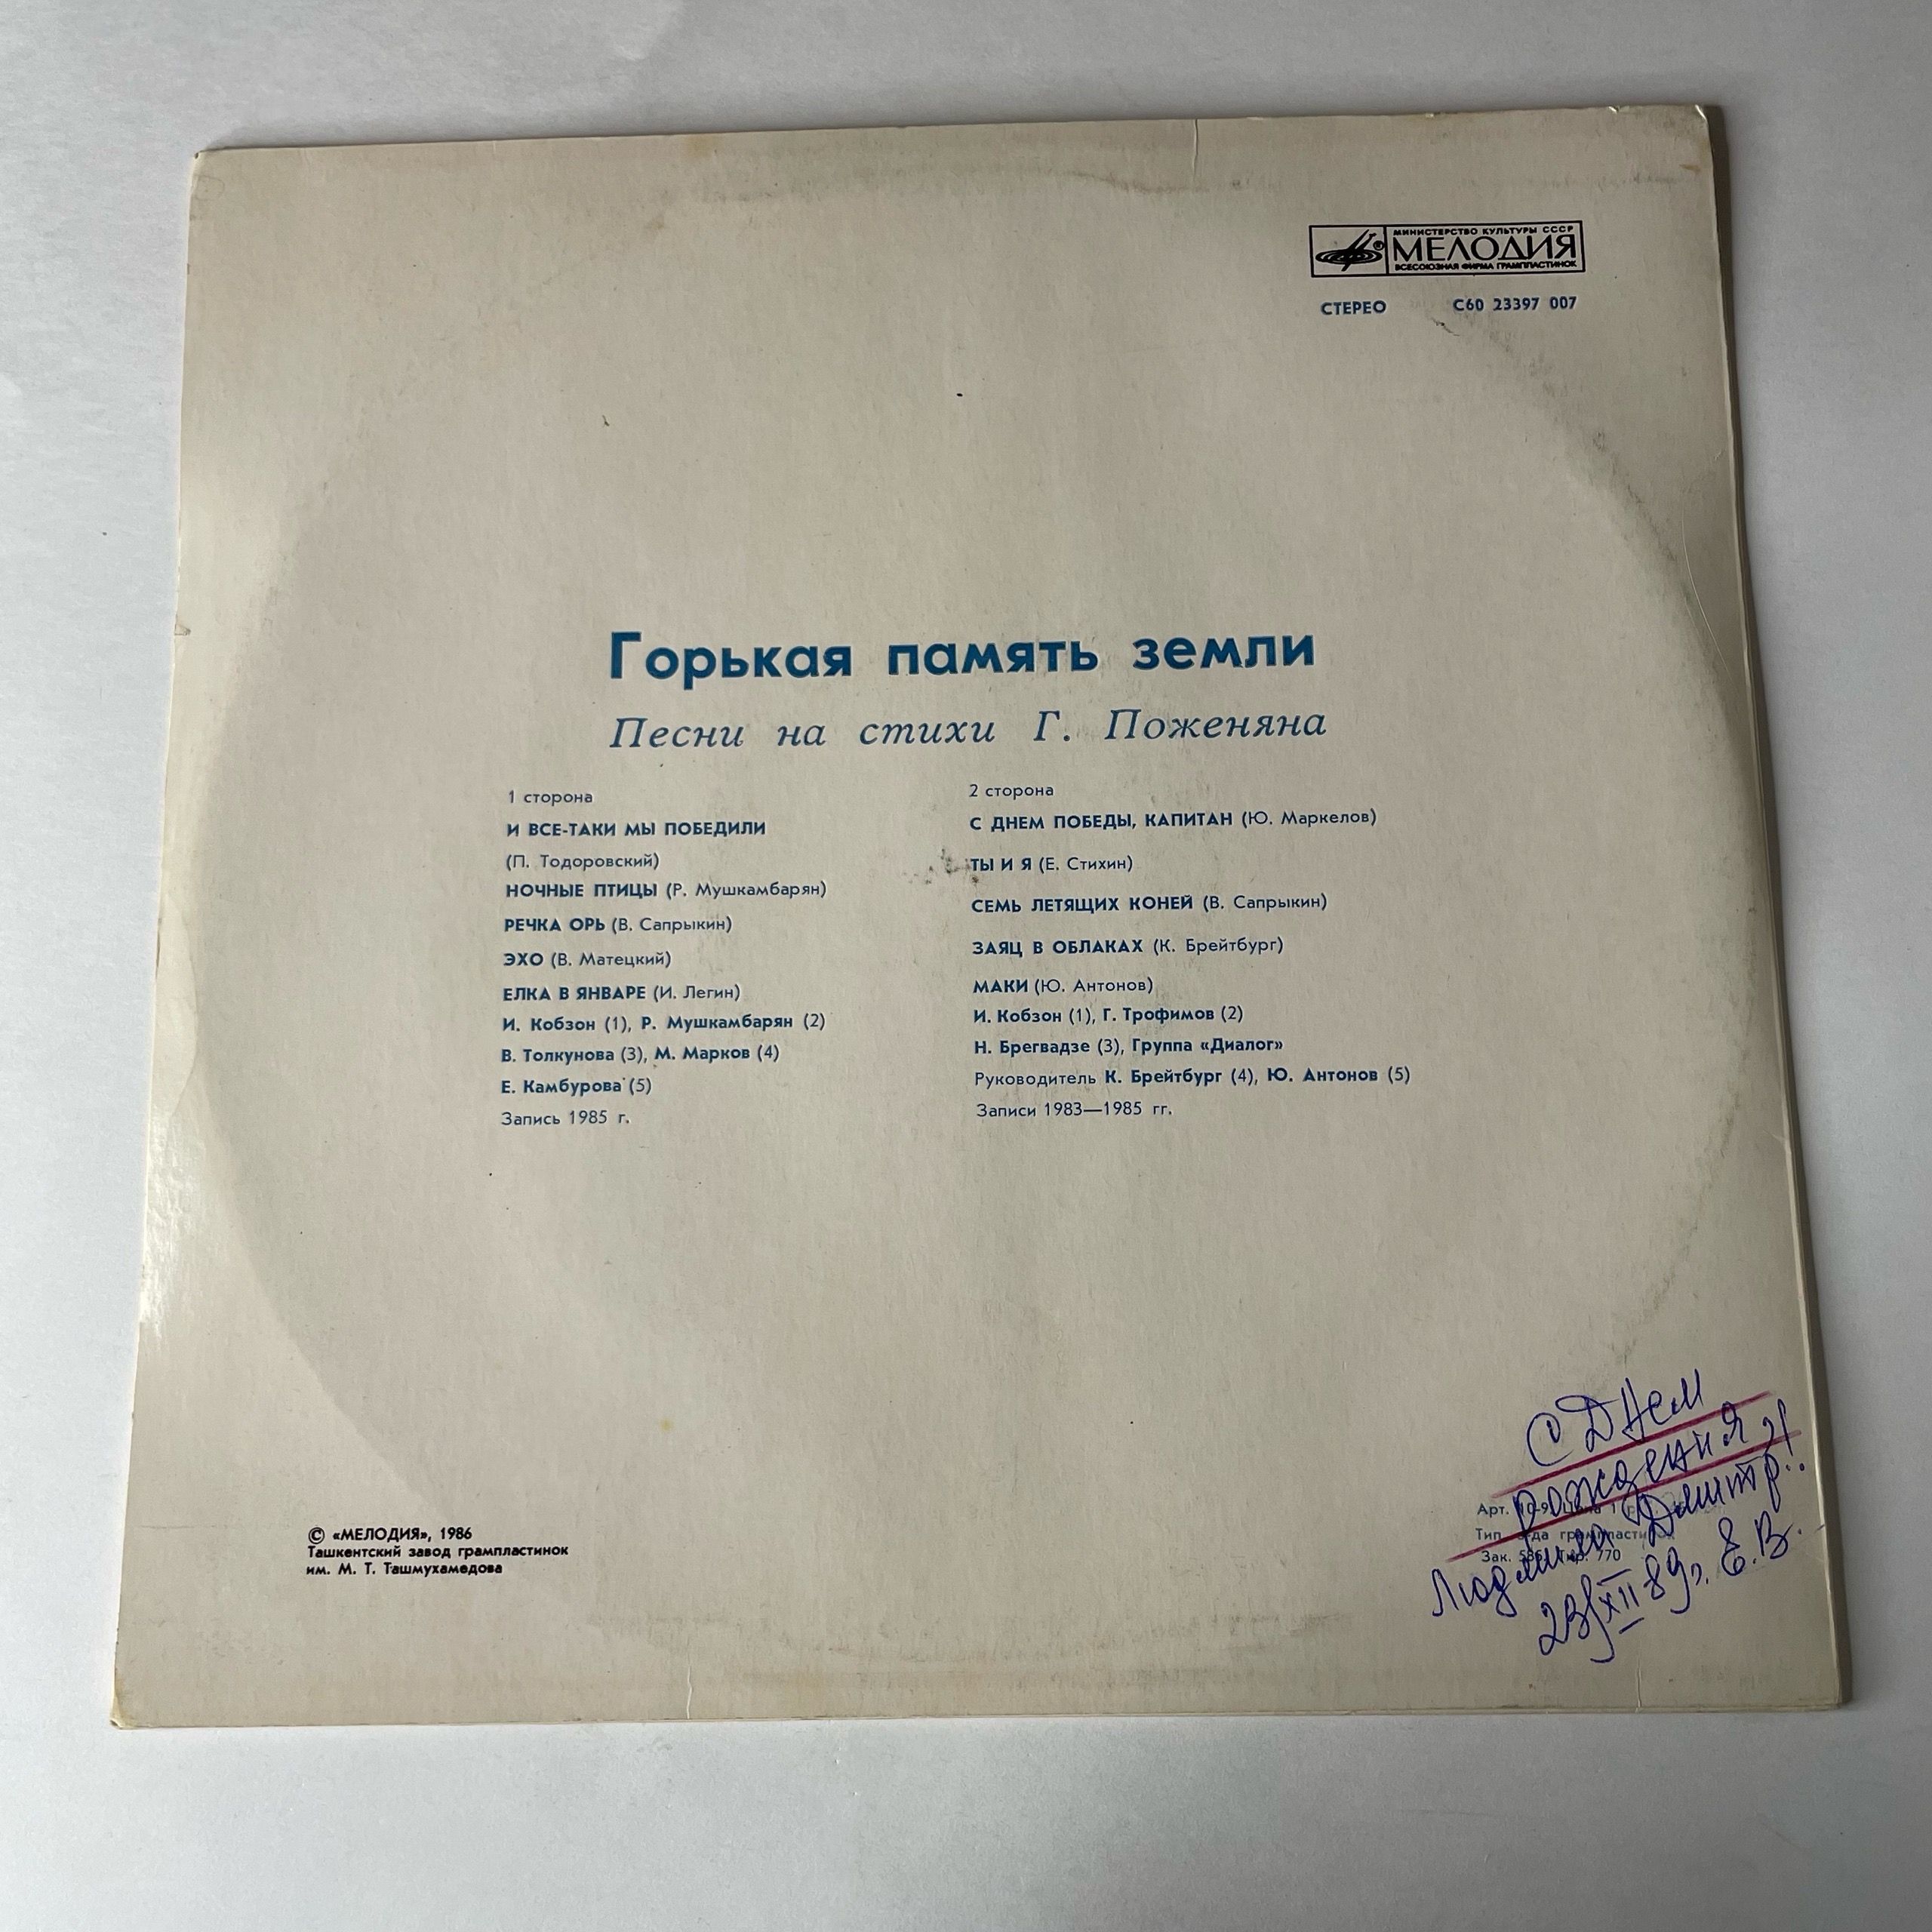 МИНИСТЕРСТВО КУЛЬТУРЫ СССР
МЕЛОДИЯ
ВСЕСОЮЗНАЯ ФИРМА ГРАМПЛАСТИНОК
СТЕРЕО С60 23397 007
Горькая память земли
Песни на стихи Г. Поженяна
1 сторона
И ВСЕ-ТАКИ МЫ ПОБЕДИЛИ
(П. Тодоровский)
НОЧНЫЕ ПТИЦЫ (Р. Мушкамбарян)
РЕЧКА ОРЬ (В. Сапрыкин)
ЭХО (В. Матецкий)
ЕЛКА В ЯНВАРЕ (И. Легин)
И. Кобзон (1), Р. Мушкамбарян (2)
В. Толкунова (3), М. Марков (4)
Е. Камбурова (5)
Запись 1985 г.
2 сторона
С ДНЕМ ПОБЕДЫ, КАПИТАН (Ю. Маркелов)
ТЫ И Я (Е. Стихин)
СЕМЬ ЛЕТЯЩИХ КОНЕЙ (В. Сапрыкин)
ЗАЯЦ В ОБЛАКАХ (К. Брейтбург)
МАКИ (Ю. Антонов)
И. Кобзон (1), Г. Трофимов (2)
Н. Брегвадзе (3), Группа «Диалог»
Руководитель К. Брейтбург (4), Ю. Антонов (5)
Записи 1983—1985 гг.
© «МЕЛОДИЯ», 1986
Ташкентский завод грампластинок
им. М. Т. Ташмухамедова
Арт.
Тип.
Зак. 770
С Днем
рождения!
Людмила Дмитр.!
23/XII 89г. Е.В.